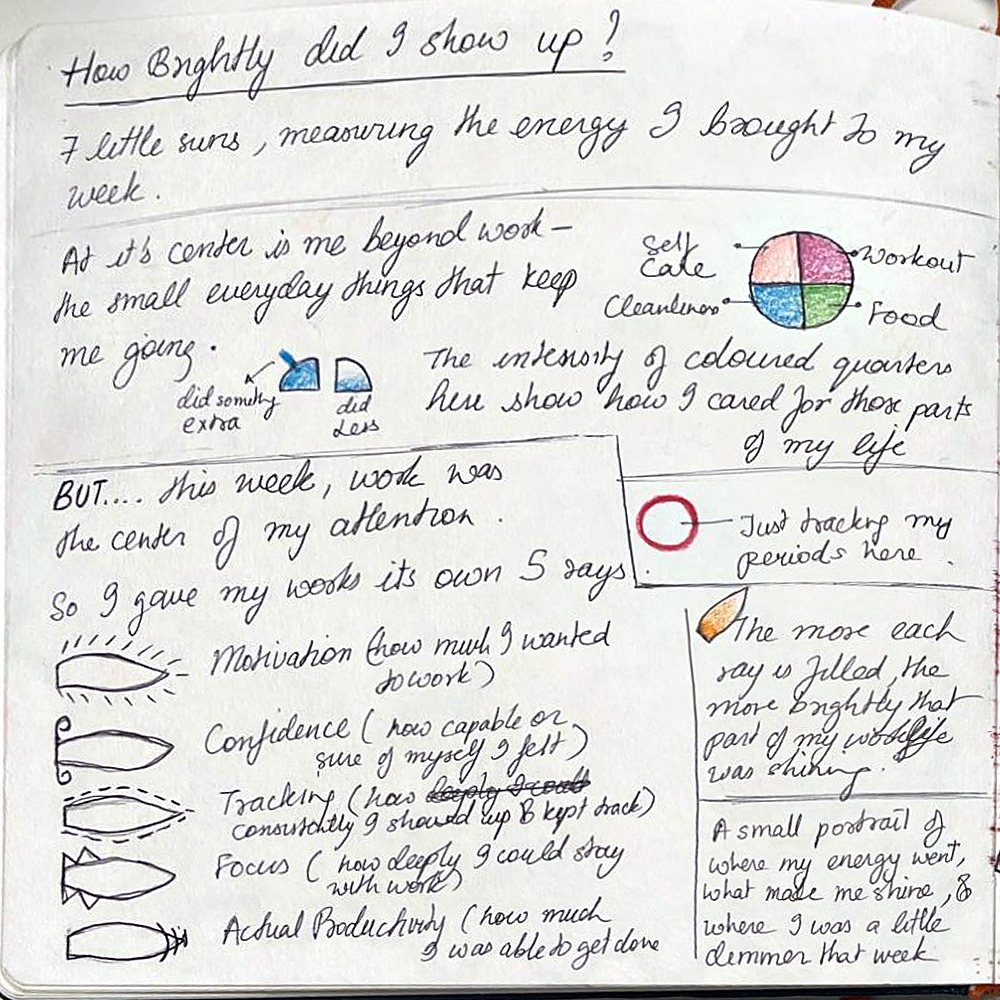 How Brightly did I show up?
7 little suns, measuring the energy I brought to my
week.
At it's center is me beyond work –
the small everyday things that keep
me going.
Self
Care
Workout
Cleanliness
Food
did something
extra
did
less
The intensity of coloured quarters
here show how I cared for those parts
of my life
BUT.... this week, work was
the center of my attention.
So I gave my works its own 5 rays.
Just tracking my
periods here.
Motivation (how much I wanted
to work)
Confidence (how capable or
sure of myself I felt)
Tracking (how deeply I could
consistently I showed up & kept track)
Focus (how deeply I could stay
with work)
Actual Productivity (how much
I was able to get done
The more each
ray is filled, the
more brightly that
part of my worklife
was shining.
A small portrait of
where my energy went,
what made me shine, &
where I was a little
dimmer that week